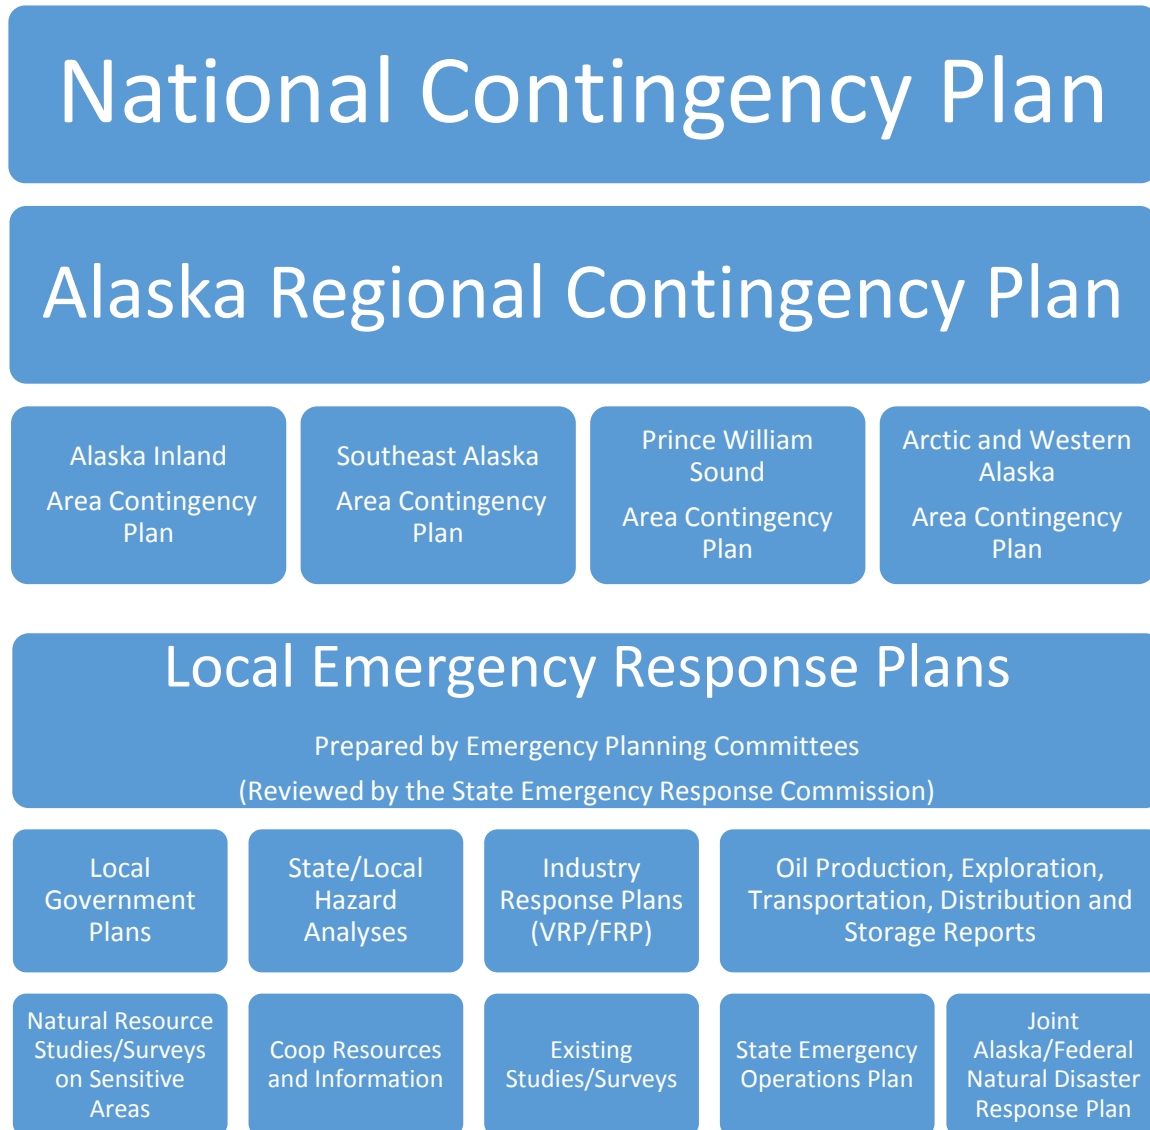 National Contingency Plan
Alaska Regional Contingency Plan
Alaska Inland
Area Contingency
Plan
Southeast Alaska
Area Contingency
Plan
Prince William
Sound
Area Contingency
Plan
Arctic and Western
Alaska
Area Contingency
Plan
Local Emergency Response Plans
Prepared by Emergency Planning Committees
(Reviewed by the State Emergency Response Commission)
Local
Government
Plans
State/Local
Hazard
Analyses
Industry
Response Plans
(VRP/FRP)
Oil Production, Exploration,
Transportation, Distribution and
Storage Reports
Natural Resource
Studies/Surveys
on Sensitive
Areas
Coop Resources
and Information
Existing
Studies/Surveys
State Emergency
Operations Plan
Joint
Alaska/Federal
Natural Disaster
Response Plan